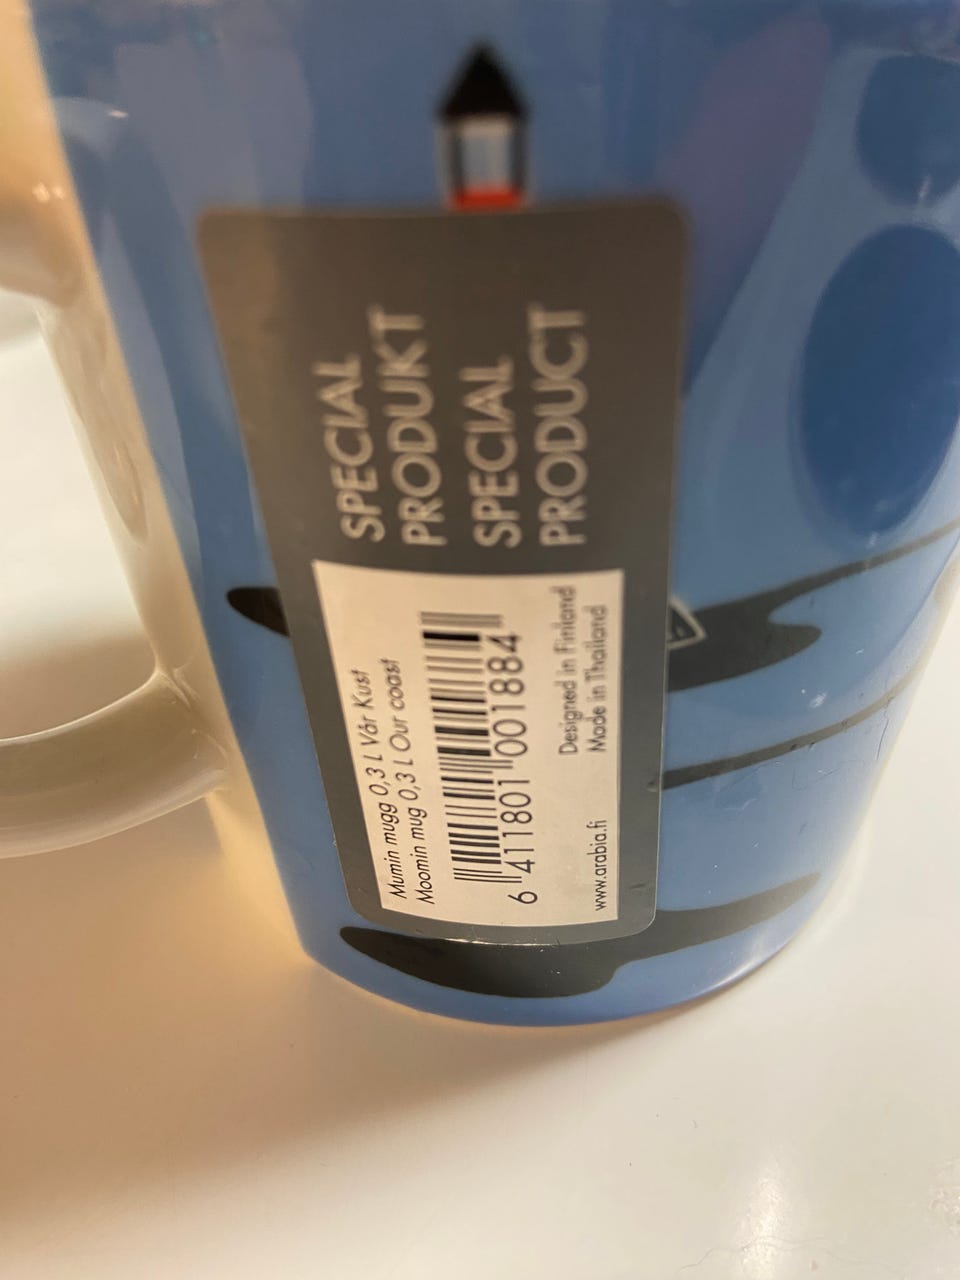 SPECIAL
PRODUKT
SPECIAL
PRODUCT
Mumin mugg 0,3 L Vår Kust
Moomin mug 0,3 L Our coast
6 411801 001884
Designed in Finland
Made in Thailand
www.arabia.fi